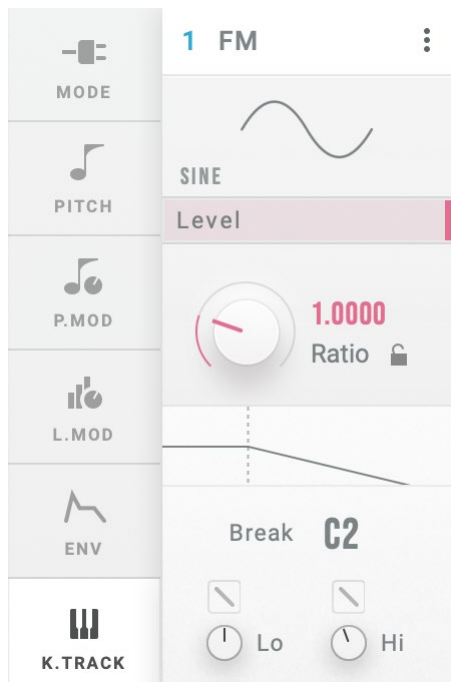 1 FM
MODE
SINE
PITCH
Level
P.MOD
1.0000
Ratio
L.MOD
ENV
Break C2
K.TRACK
Lo Hi